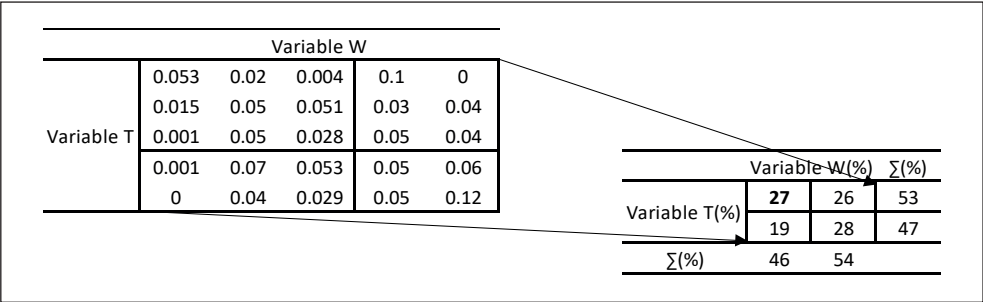 Variable W
0.053 0.02 0.004 0.1 0
0.015 0.05 0.051 0.03 0.04
Variable T 0.001 0.05 0.028 0.05 0.04
0.001 0.07 0.053 0.05 0.06
0 0.04 0.029 0.05 0.12
Variable W(%) ∑(%)
27 26 53
Variable T(%)
19 28 47
∑(%) 46 54